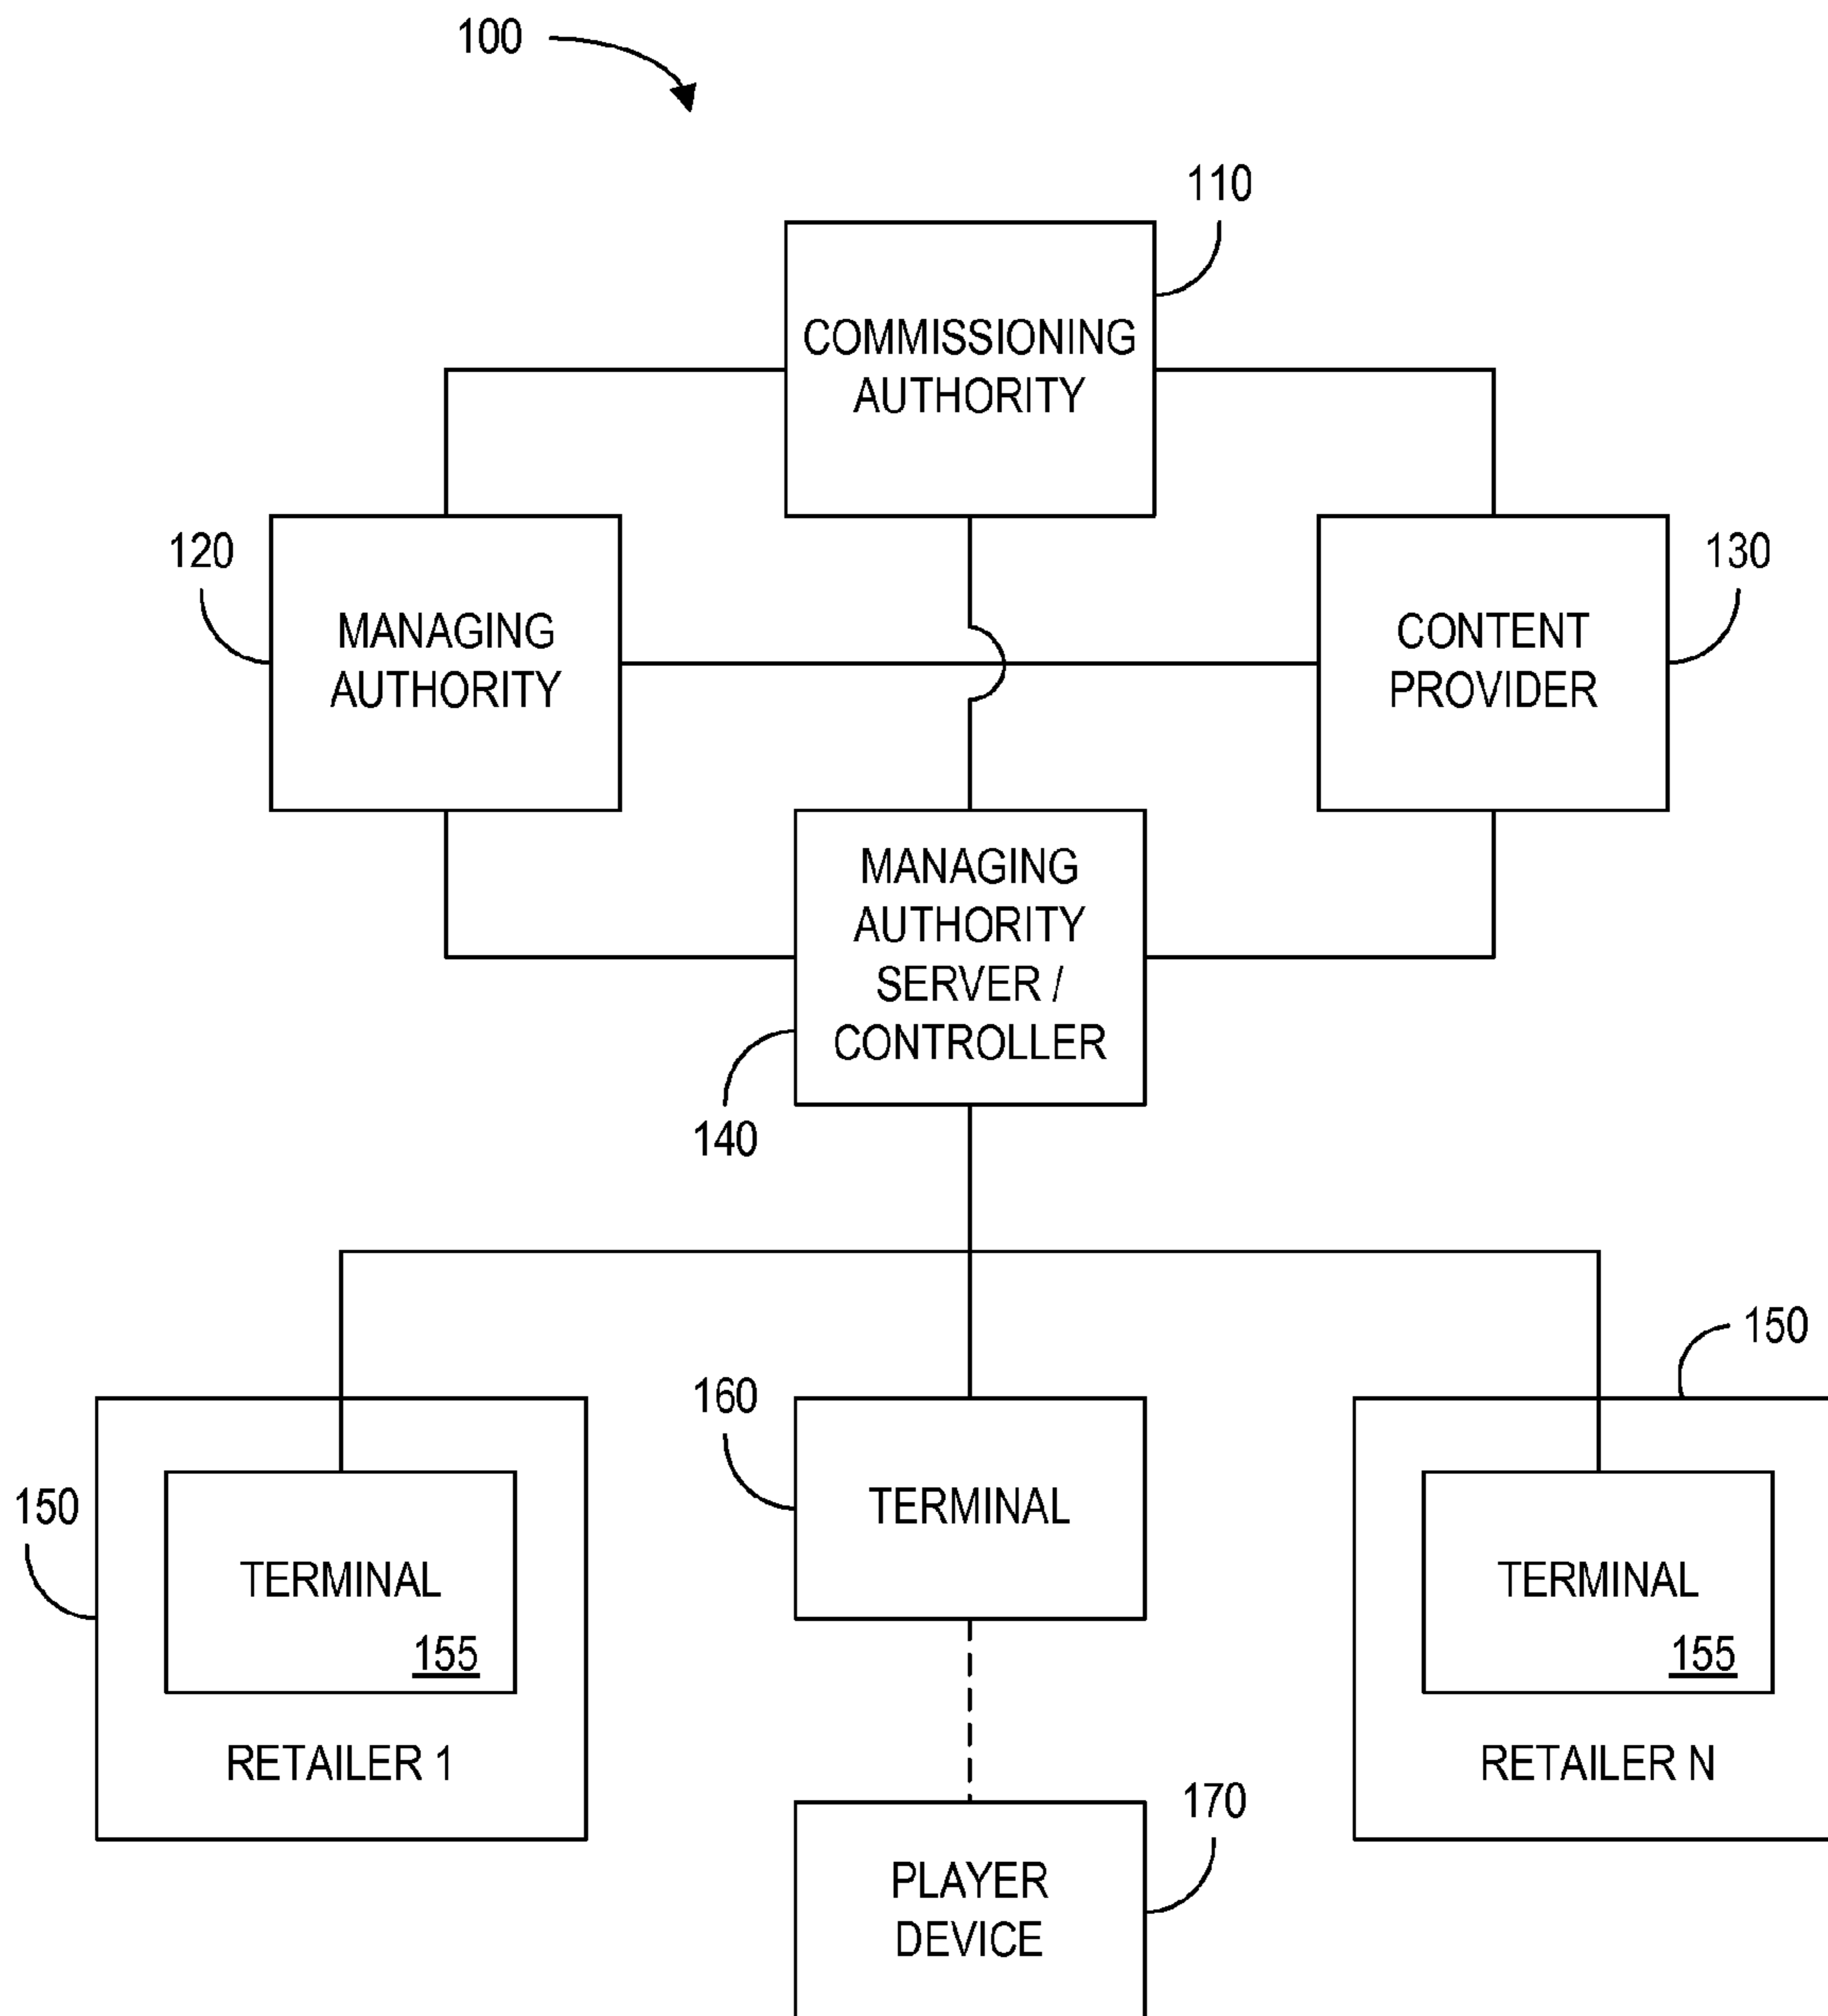 100
110
COMMISSIONING
AUTHORITY
120
130
MANAGING
AUTHORITY
CONTENT
PROVIDER
MANAGING
AUTHORITY
SERVER /
CONTROLLER
140
150
160
150
TERMINAL
TERMINAL
155
RETAILER 1
TERMINAL
155
RETAILER N
170
PLAYER
DEVICE